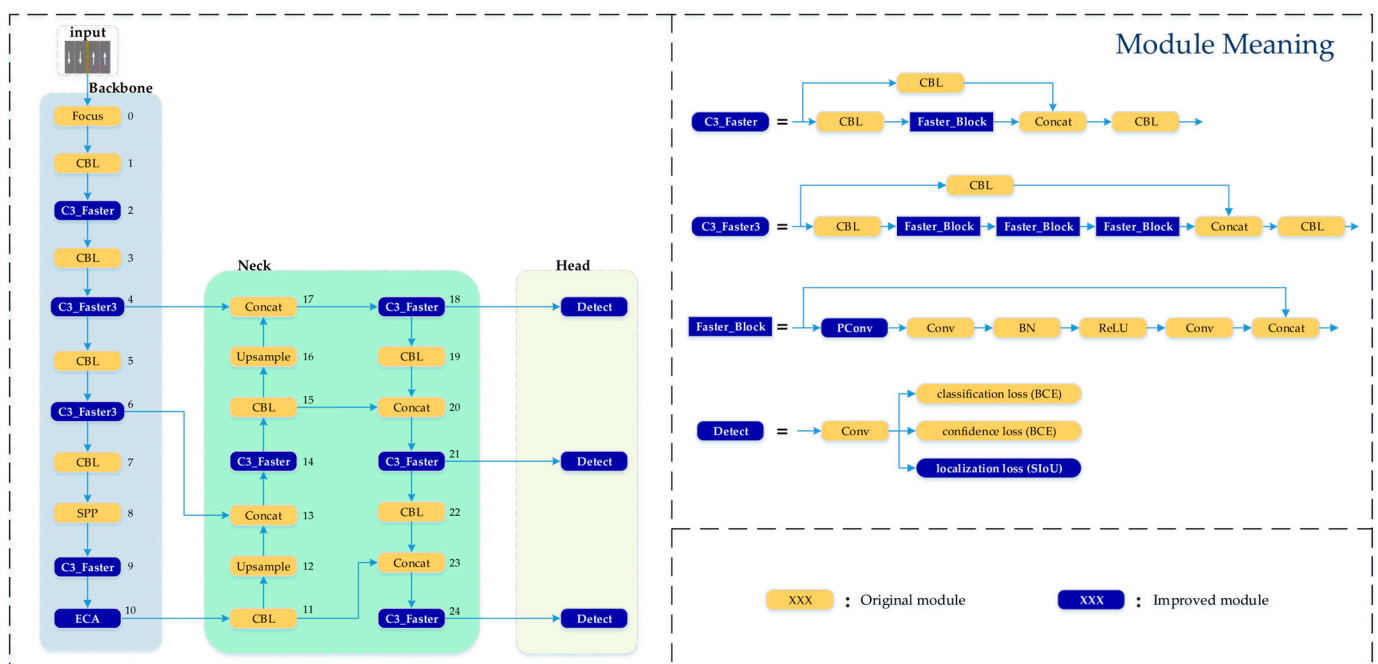 input
Backbone
Focus 0
CBL 1
C3_Faster 2
CBL 3
C3_Faster3 4
CBL 5
C3_Faster3 6
CBL 7
SPP 8
C3_Faster 9
ECA 10
Neck
Concat 17
Upsample 16
CBL 15
C3_Faster 14
Concat 13
Upsample 12
CBL 11
C3_Faster 18
CBL 19
Concat 20
C3_Faster 21
CBL 22
Concat 23
C3_Faster 24
Head
Detect
Detect
Detect
Module Meaning
CBL
C3_Faster = CBL Faster_Block Concat CBL
CBL
C3_Faster3 = CBL Faster_Block Faster_Block Faster_Block Concat CBL
Faster_Block = PConv Conv BN ReLU Conv Concat
classification loss (BCE)
Detect = Conv confidence loss (BCE)
localization loss (SIoU)
XXX : Original module XXX : Improved module